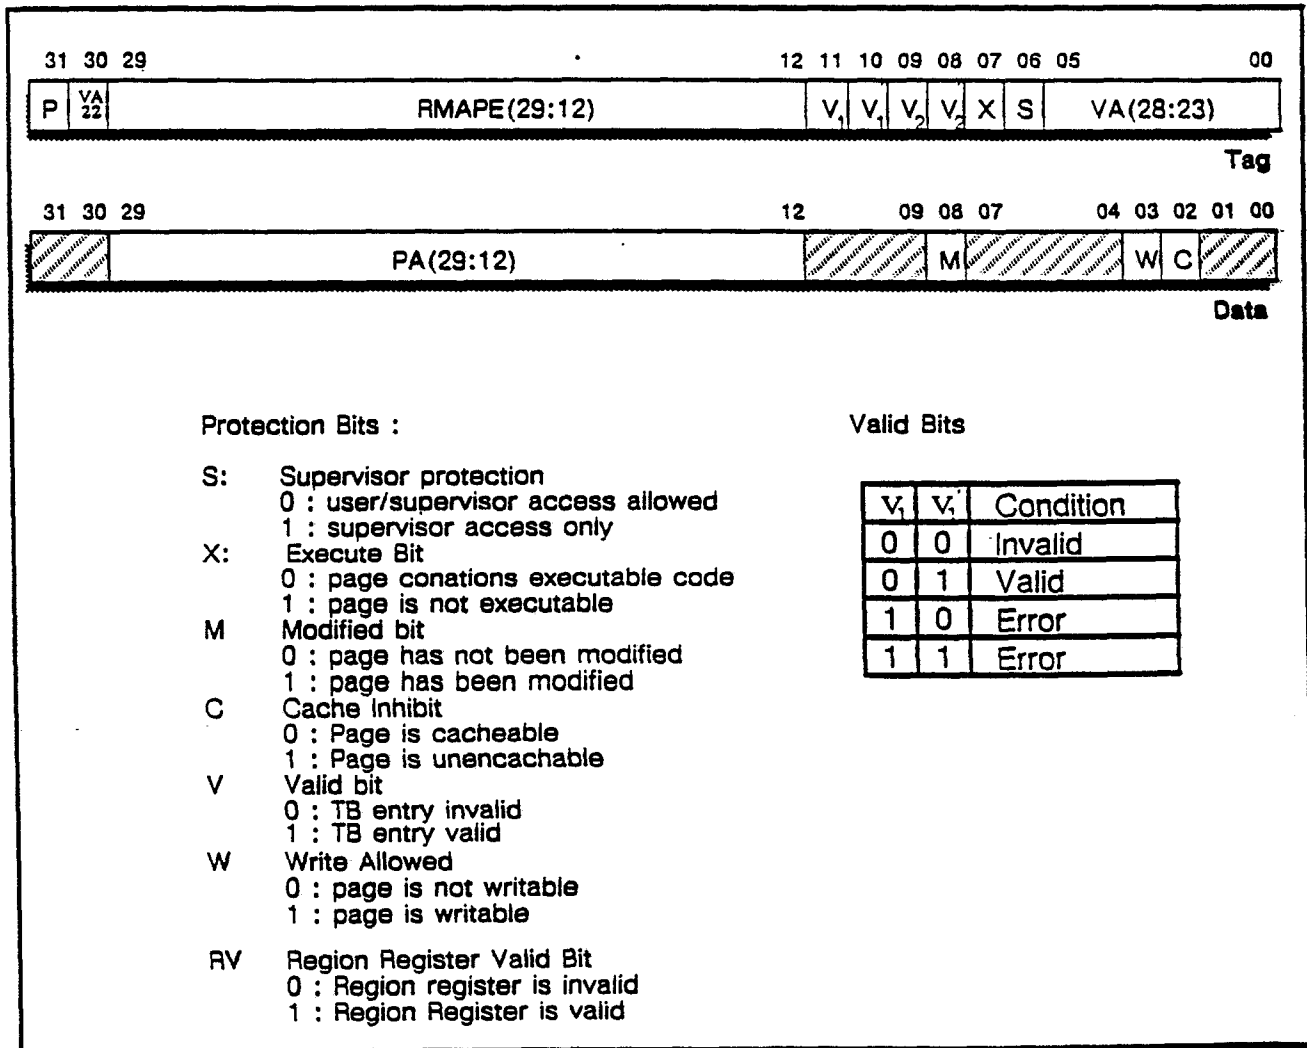 31 30 29 12 11 10 09 08 07 06 05 00
P VA 22 RMAPE(29:12) V1 V1 V2 V2 X S VA(28:23)
Tag
31 30 29 12 09 08 07 04 03 02 01 00
PA(29:12) M W C
Data
Protection Bits : Valid Bits
S: Supervisor protection
0 : user/supervisor access allowed
1 : supervisor access only
X: Execute Bit
0 : page conations executable code
1 : page is not executable
M Modified bit
0 : page has not been modified
1 : page has been modified
C Cache Inhibit
0 : Page is cacheable
1 : Page is unencachable
V Valid bit
0 : TB entry invalid
1 : TB entry valid
W Write Allowed
0 : page is not writable
1 : page is writable
RV Region Register Valid Bit
0 : Region register is invalid
1 : Region Register is valid
V1 V1 Condition
0 0 Invalid
0 1 Valid
1 0 Error
1 1 Error